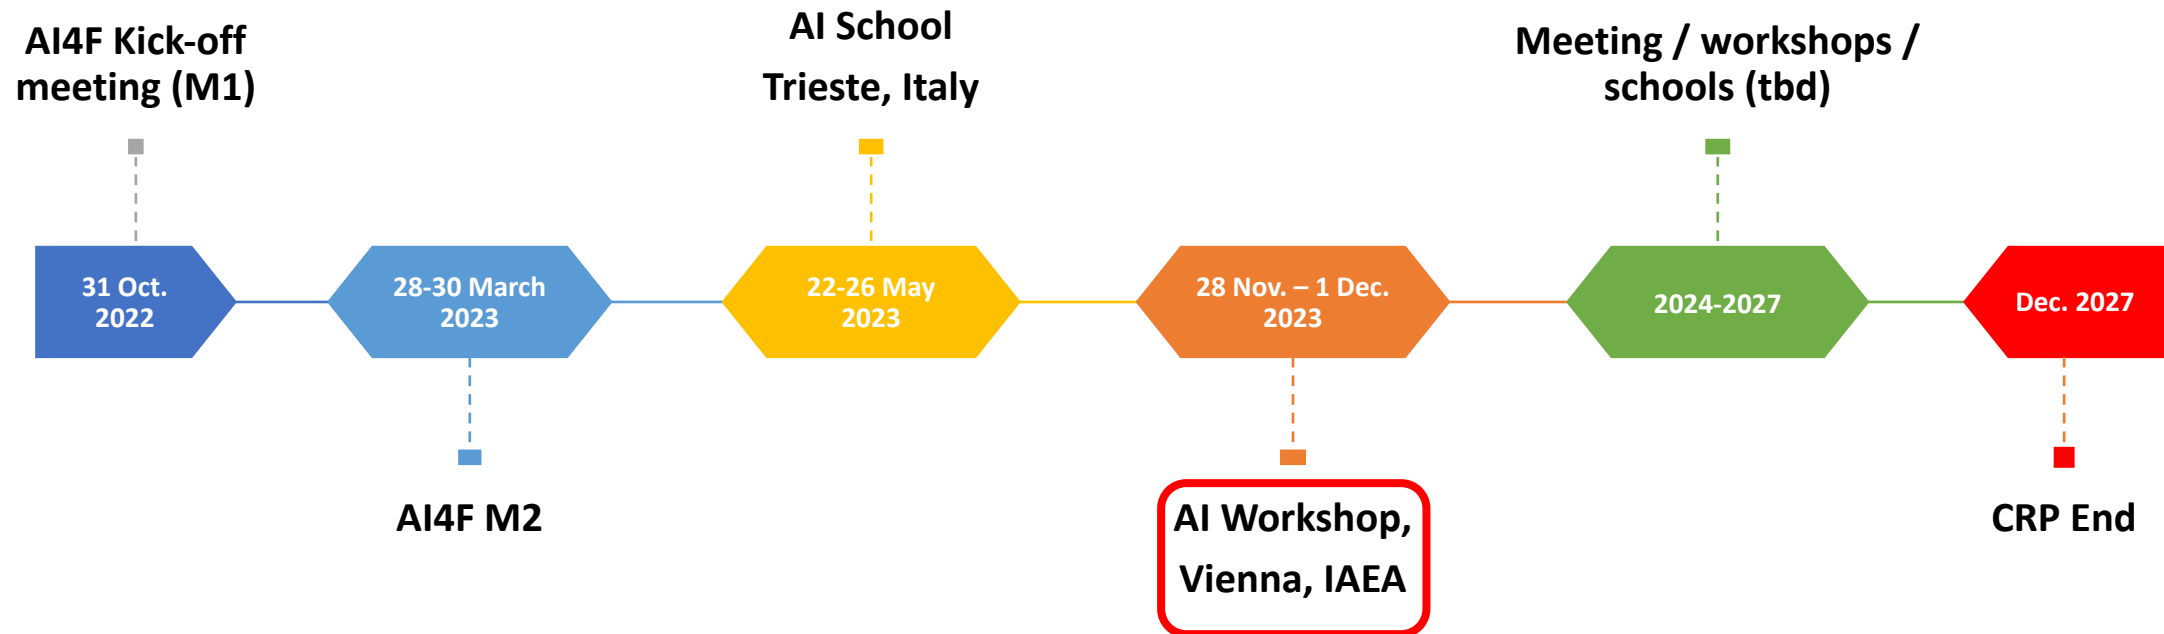 AI4F Kick-off
meeting (M1)
AI School
Trieste, Italy
Meeting / workshops /
schools (tbd)
31 Oct.
2022
28-30 March
2023
22-26 May
2023
28 Nov. – 1 Dec.
2023
2024-2027
Dec. 2027
AI4F M2
AI Workshop,
Vienna, IAEA
CRP End